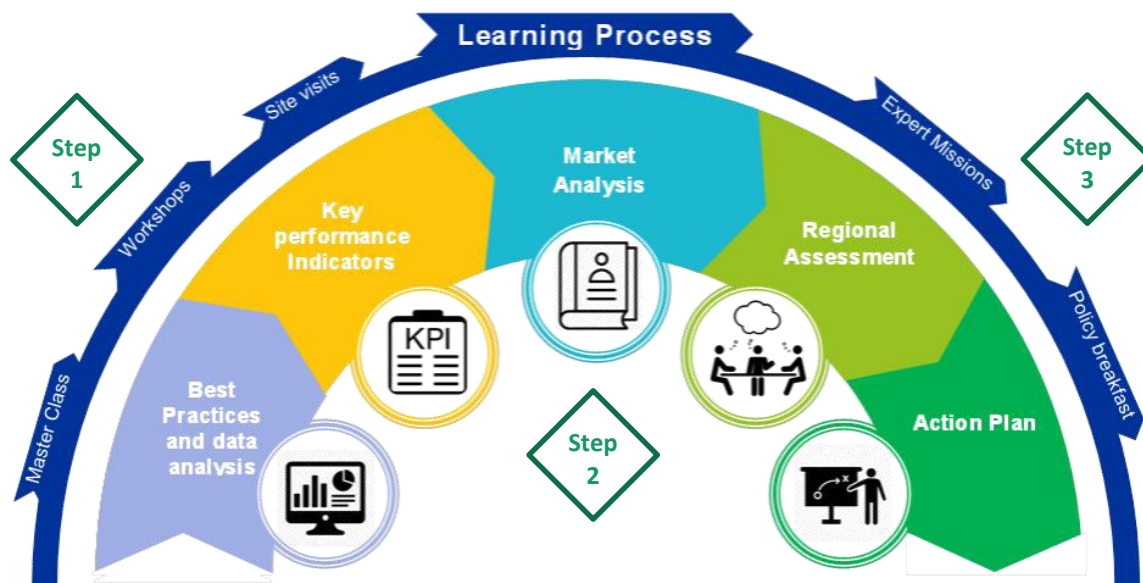 Learning Process
Master Class
Workshops
Site visits
Expert Missions
Policy breakfast
Step
1
Step
2
Step
3
Best
Practices
and data
analysis
Key
performance
Indicators
KPI
Market
Analysis
Regional
Assessment
Action Plan
x